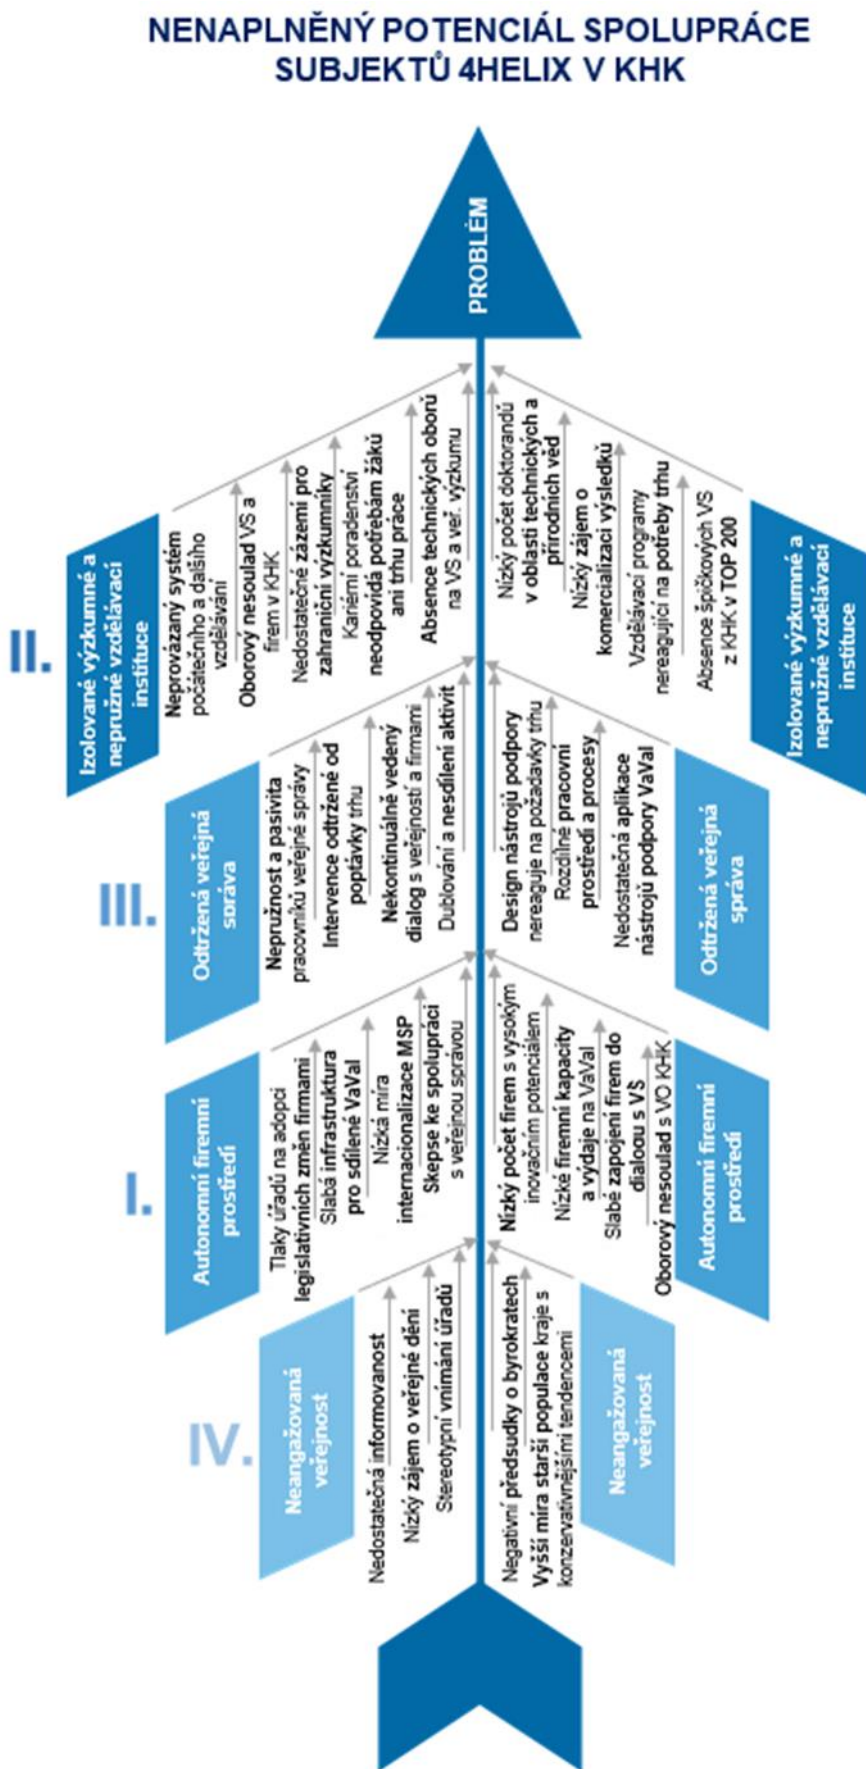 NENAPLNĚNÝ POTENCIÁL SPOLUPRÁCE
SUBJEKTŮ 4HELIX V KHK
PROBLÉM
II.
Izolované výzkumné a
nepružné vzdělávací
instituce
Neprovázaný systém
počátečního a dalšího
vzdělávání
Oborový nesoulad VS a
firem v KHK
Nedostatečné zázemí pro
zahraniční výzkumníky
Kariérní poradenství
neodpovídá potřebám žáků
ani trhu práce
Absence technických oborů
na VS a veř. výzkumu
Nízký počet doktorandů
v oblasti technických a
přírodních věd
Nízký zájem o
komercializaci výsledků
Vzdělávací programy
nereagující na potřeby trhu
Absence špičkových VS
z KHK v TOP 200
Izolované výzkumné a
nepružné vzdělávací
instituce
III.
Odtržená veřejná
správa
Nepružnost a pasivita
pracovníků veřejné správy
Intervence odtržené od
poptávky trhu
Nekontinuálně vedený
dialog s veřejností a firmami
Dublování a nesdílení aktivit
Design nástrojů podpory
nereaguje na požadavky trhu
Rozdílné pracovní
prostředí a procesy
Nedostatečná aplikace
nástrojů podpory VaVaI
Odtržená veřejná
správa
I.
Autonomní firemní
prostředí
Tlaky úřadů na adopci
legislativních změn firmami
Slabá infrastruktura
pro sdílené VaVaI
Nízká míra
internacionalizace MSP
Skepse ke spolupráci
s veřejnou správou
Nízký počet firem s vysokým
inovačním potenciálem
Nízké firemní kapacity
a výdaje na VaVaI
Slabé zapojení firem do
dialogu s VŠ
Oborový nesoulad s VO KHK
Autonomní firemní
prostředí
IV.
Neangažovaná
veřejnost
Nedostatečná informovanost
Nízký zájem o veřejné dění
Stereotypní vnímání úřadů
Negativní předsudky o byrokratech
Vyšší míra starší populace kraje s
konzervativnějšími tendencemi
Neangažovaná
veřejnost